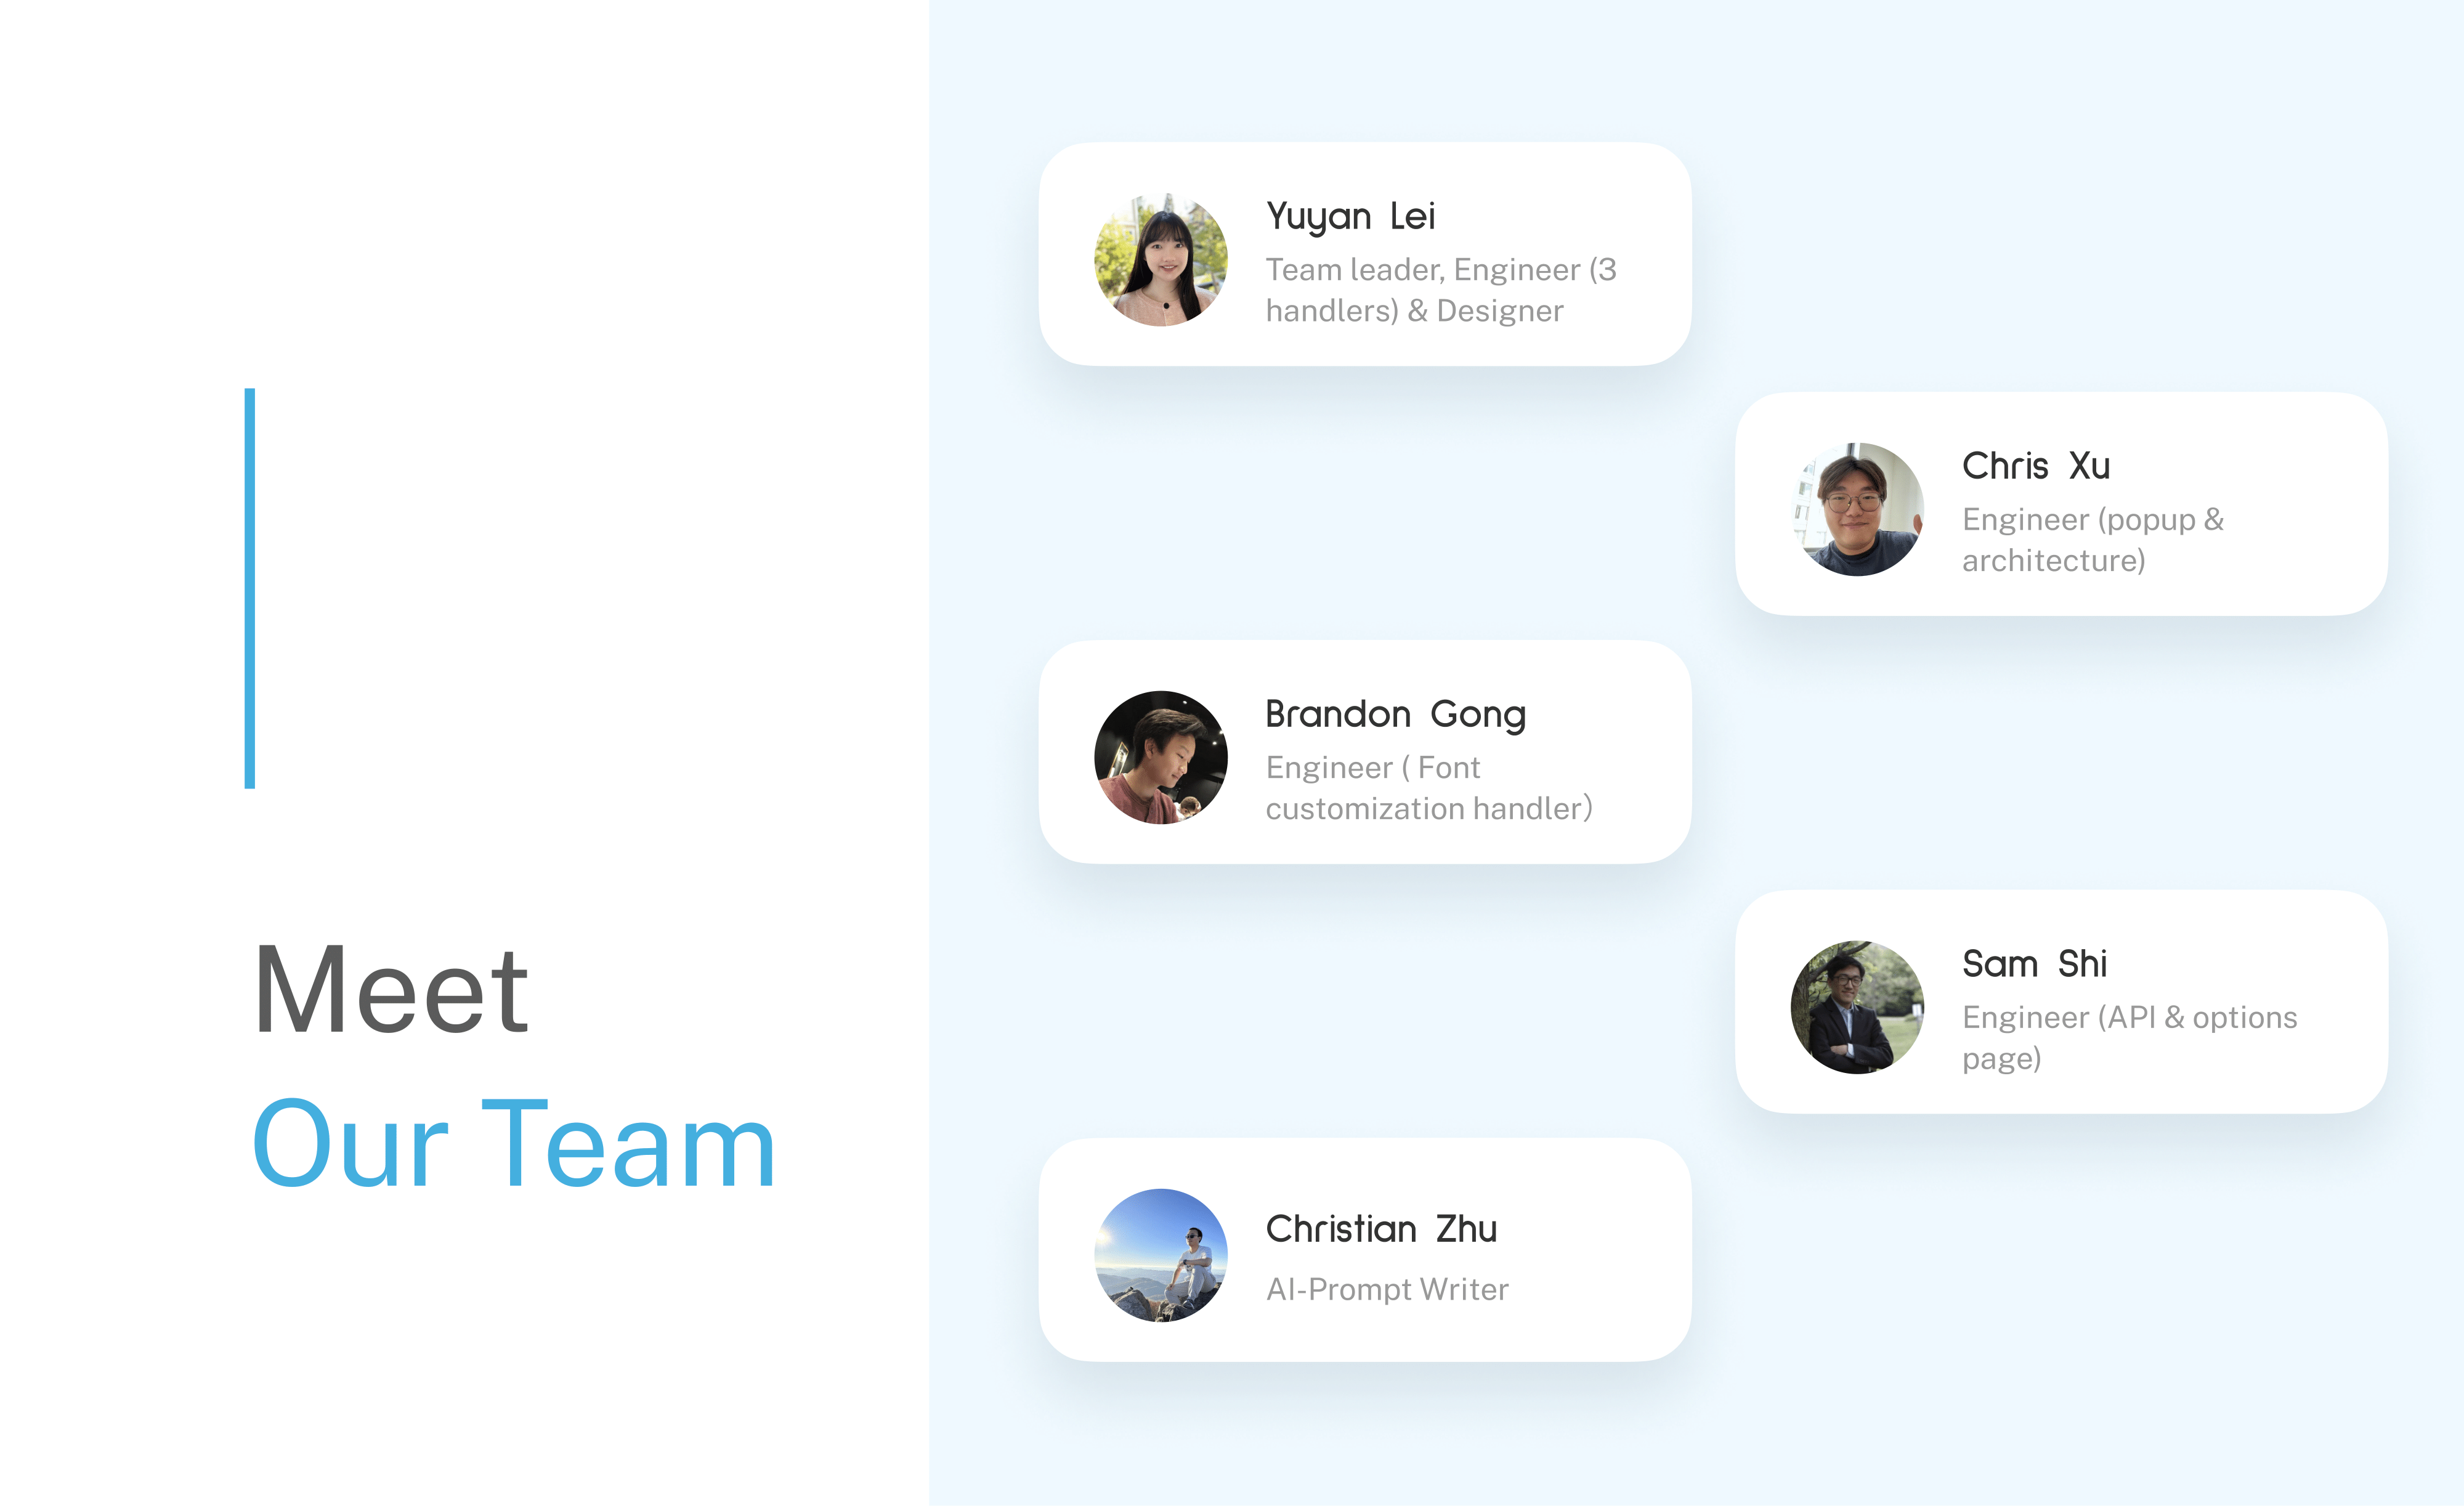 Meet
Our Team
Yuyan Lei
Team leader, Engineer (3
handlers) & Designer
Chris Xu
Engineer (popup &
architecture)
Brandon Gong
Engineer ( Font
customization handler)
Sam Shi
Engineer (API & options
page)
Christian Zhu
AI-Prompt Writer